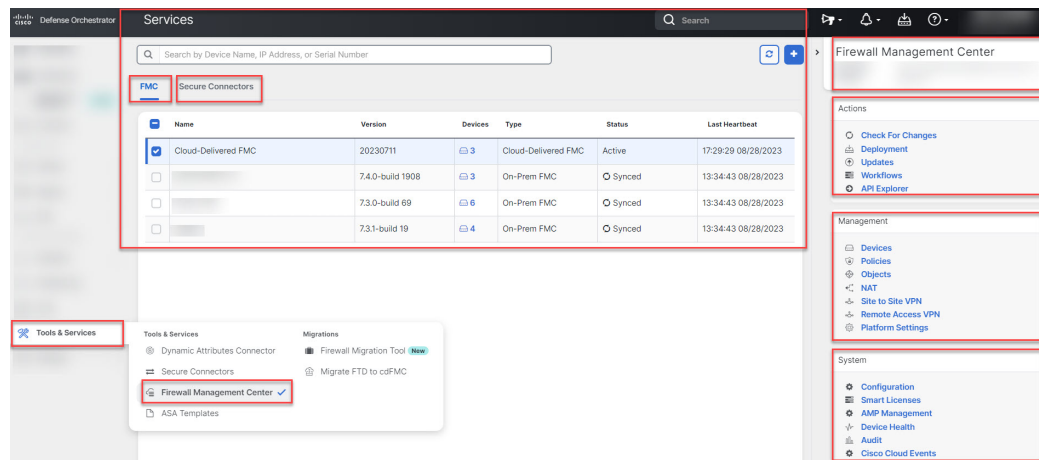 cisco Defense Orchestrator
Services
Search
Search by Device Name, IP Address, or Serial Number
FMC Secure Connectors
Name Version Devices Type Status Last Heartbeat
Cloud-Delivered FMC 20230711 3 Cloud-Delivered FMC Active 17:29:29 08/28/2023
7.4.0-build 1908 3 On-Prem FMC Synced 13:34:43 08/28/2023
7.3.0-build 69 6 On-Prem FMC Synced 13:34:43 08/28/2023
7.3.1-build 19 4 On-Prem FMC Synced 13:34:43 08/28/2023
Tools & Services
Tools & Services
Dynamic Attributes Connector
Secure Connectors
Firewall Management Center
ASA Templates
Migrations
Firewall Migration Tool New
Migrate FTD to cdFMC
Firewall Management Center
Actions
Check For Changes
Deployment
Updates
Workflows
API Explorer
Management
Devices
Policies
Objects
NAT
Site to Site VPN
Remote Access VPN
Platform Settings
System
Configuration
Smart Licenses
AMP Management
Device Health
Audit
Cisco Cloud Events